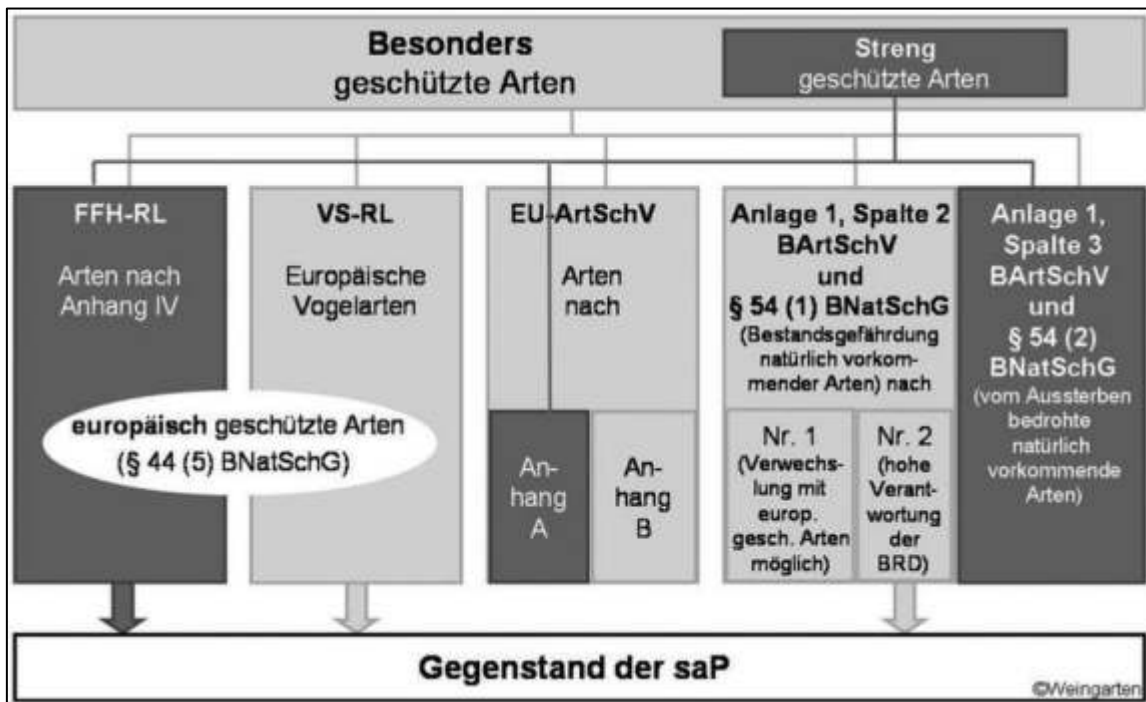 Besonders
geschützte Arten
Streng
geschützte Arten
FFH-RL
Arten nach
Anhang IV
VS-RL
Europäische
Vogelarten
europäisch geschützte Arten
(§ 44 (5) BNatSchG)
EU-ArtSchV
Arten
nach
An-
hang
A
An-
hang
B
Anlage 1, Spalte 2
BArtSchV
und
§ 54 (1) BNatSchG
(Bestandsgefährdung
natürlich vorkom-
mender Arten) nach
Nr. 1
(Verwechs-
lung mit
europ.
gesch. Arten
möglich)
Nr. 2
(hohe
Verant-
wortung
der
BRD)
Anlage 1,
Spalte 3
BArtSchV
und
§ 54 (2)
BNatSchG
(vom Aussterben
bedrohte
natürlich
vorkommende
Arten)
Gegenstand der saP
©Weingarten